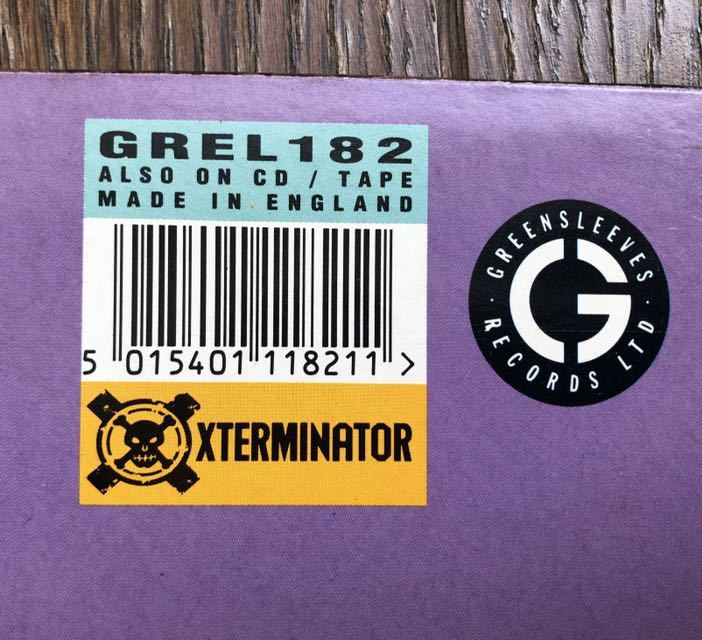 GREL182
ALSO ON CD / TAPE
MADE IN ENGLAND
5 015401 118211 >
XTERMINATOR
GREENSLEEVES
RECORDS LTD
G